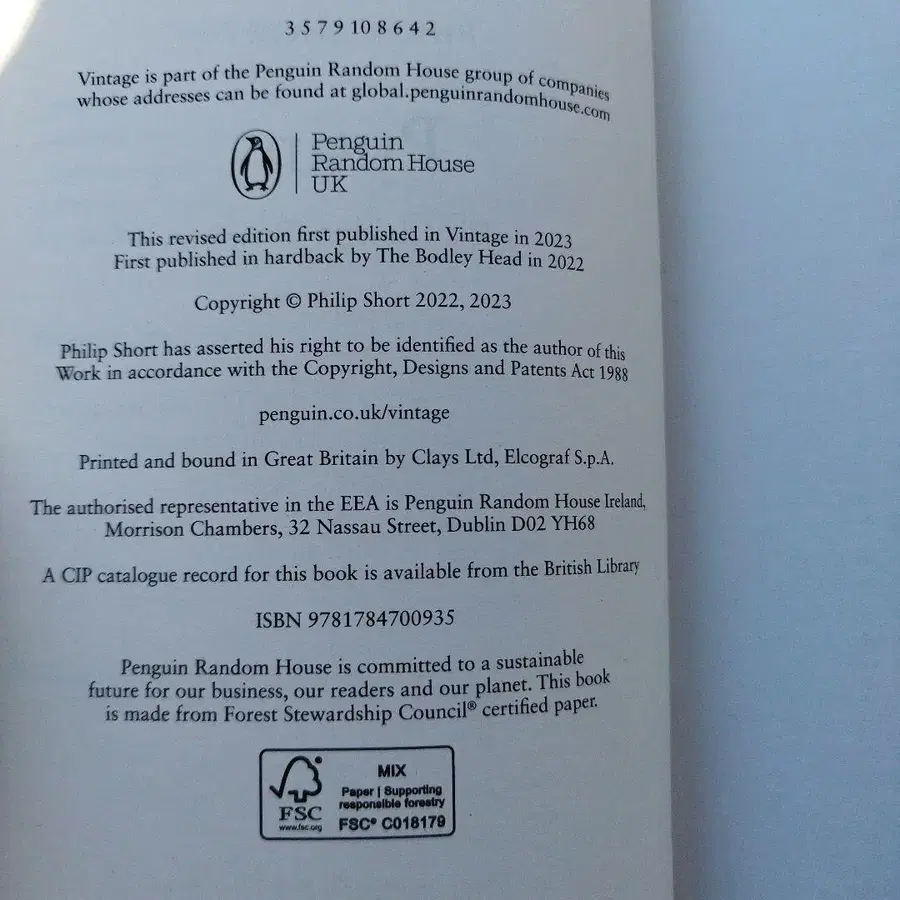 3 5 7 9 10 8 6 4 2
Vintage is part of the Penguin Random House group of companies
whose addresses can be found at global.penguinrandomhouse.com
Penguin
Random House
UK
This revised edition first published in Vintage in 2023
First published in hardback by The Bodley Head in 2022
Copyright © Philip Short 2022, 2023
Philip Short has asserted his right to be identified as the author of this
Work in accordance with the Copyright, Designs and Patents Act 1988
penguin.co.uk/vintage
Printed and bound in Great Britain by Clays Ltd, Elcograf S.p.A.
The authorised representative in the EEA is Penguin Random House Ireland,
Morrison Chambers, 32 Nassau Street, Dublin D02 YH68
A CIP catalogue record for this book is available from the British Library
ISBN 9781784700935
Penguin Random House is committed to a sustainable
future for our business, our readers and our planet. This book
is made from Forest Stewardship Council® certified paper.
FSC
www.fsc.org
MIX
Paper | Supporting
responsible forestry
FSC® C018179